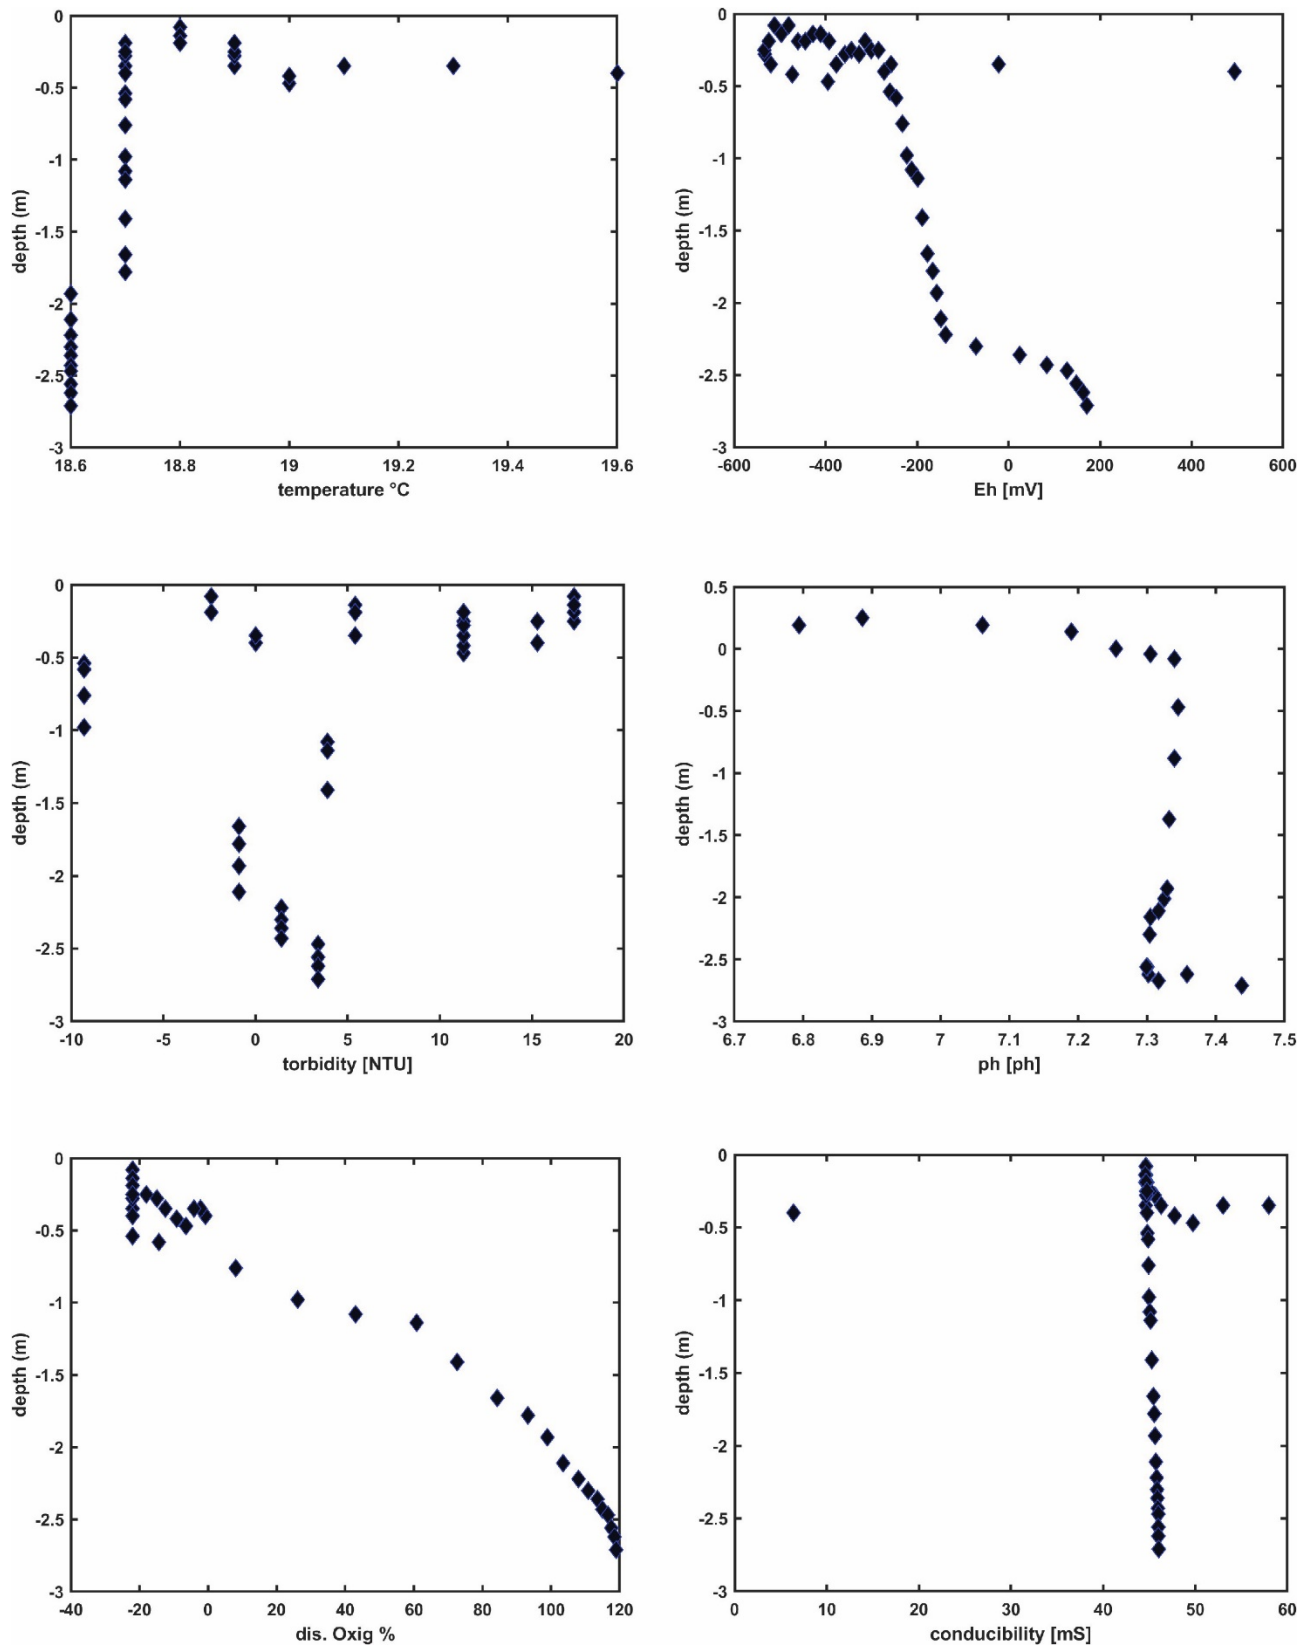 0
-0.5
-1
-1.5
-2
-2.5
-3
depth (m)
18.6 18.8 19 19.2 19.4 19.6
temperature °C
0
-0.5
-1
-1.5
-2
-2.5
-3
depth (m)
-600 -400 -200 0 200 400 600
Eh [mV]
0
-0.5
-1
-1.5
-2
-2.5
-3
depth (m)
-10 -5 0 5 10 15 20
torbidity [NTU]
0.5
0
-0.5
-1
-1.5
-2
-2.5
-3
depth (m)
6.7 6.8 6.9 7 7.1 7.2 7.3 7.4 7.5
ph [ph]
0
-0.5
-1
-1.5
-2
-2.5
-3
depth (m)
-40 -20 0 20 40 60 80 100 120
dis. Oxig %
0
-0.5
-1
-1.5
-2
-2.5
-3
depth (m)
0 10 20 30 40 50 60
conducibility [mS]